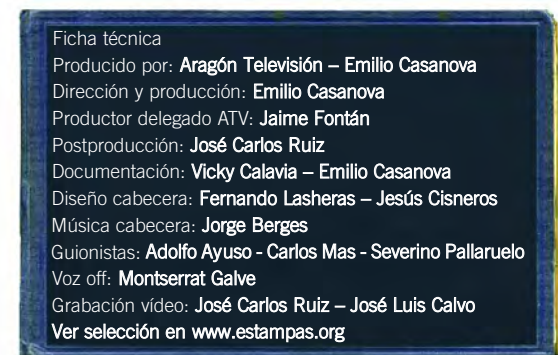 Ficha técnica
Producido por: Aragón Televisión – Emilio Casanova
Dirección y producción: Emilio Casanova
Productor delegado ATV: Jaime Fontán
Postproducción: José Carlos Ruiz
Documentación: Vicky Calavia – Emilio Casanova
Diseño cabecera: Fernando Lasheras – Jesús Cisneros
Música cabecera: Jorge Berges
Guionistas: Adolfo Ayuso - Carlos Mas - Severino Pallaruelo
Voz off: Montserrat Galve
Grabación vídeo: José Carlos Ruiz – José Luis Calvo
Ver selección en www.estampas.org